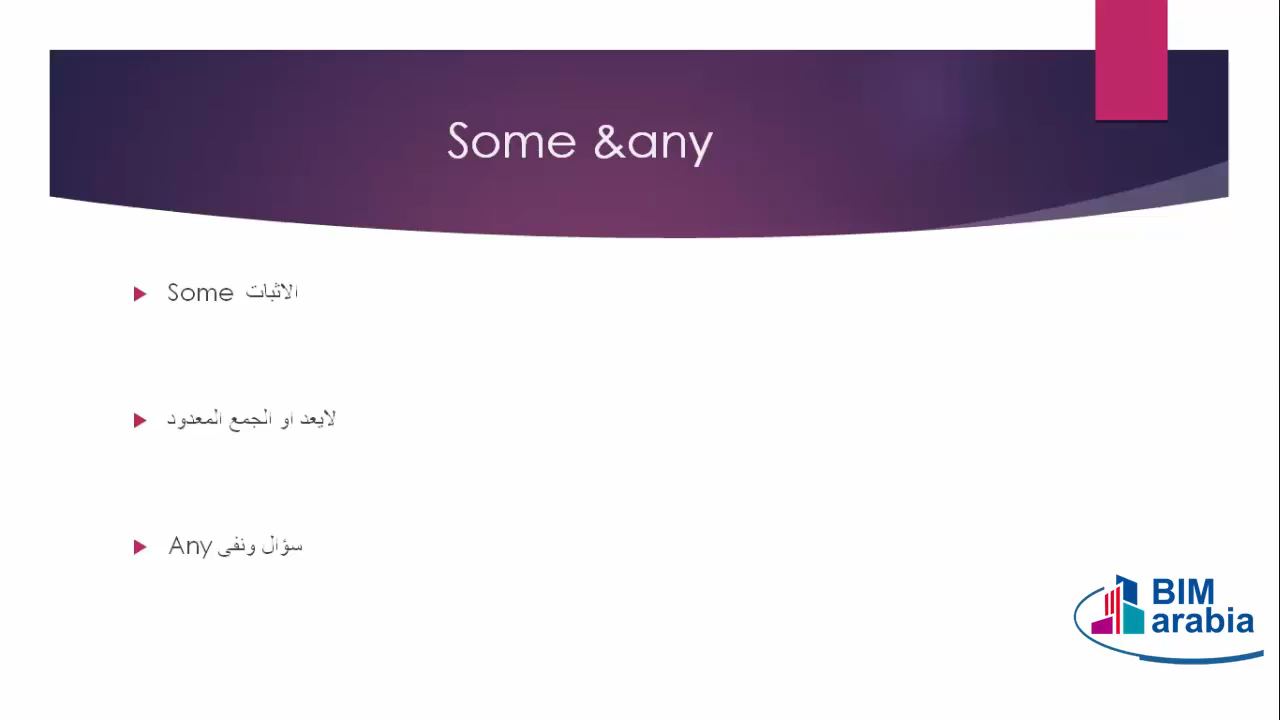 Some &any
Some الاثبات
لايعد او الجمع المعدود
Any سؤال ونفى
BIM
arabia